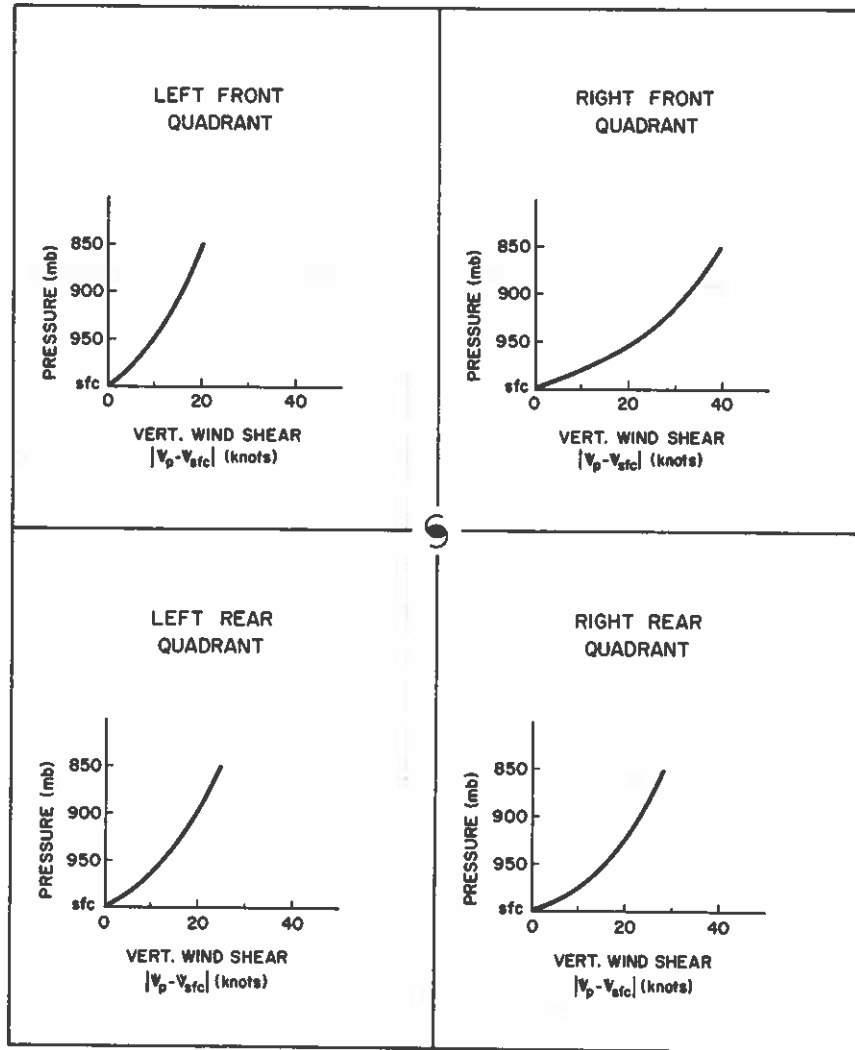 LEFT FRONT
QUADRANT
850
900
950
sfc
PRESSURE (mb)
0 20 40
VERT. WIND SHEAR
|Vp-Vsfc| (knots)
RIGHT FRONT
QUADRANT
850
900
950
sfc
PRESSURE (mb)
0 20 40
VERT. WIND SHEAR
|Vp-Vsfc| (knots)
LEFT REAR
QUADRANT
850
900
950
sfc
PRESSURE (mb)
0 20 40
VERT. WIND SHEAR
|Vp-Vsfc| (knots)
RIGHT REAR
QUADRANT
850
900
950
sfc
PRESSURE (mb)
0 20 40
VERT. WIND SHEAR
|Vp-Vsfc| (knots)